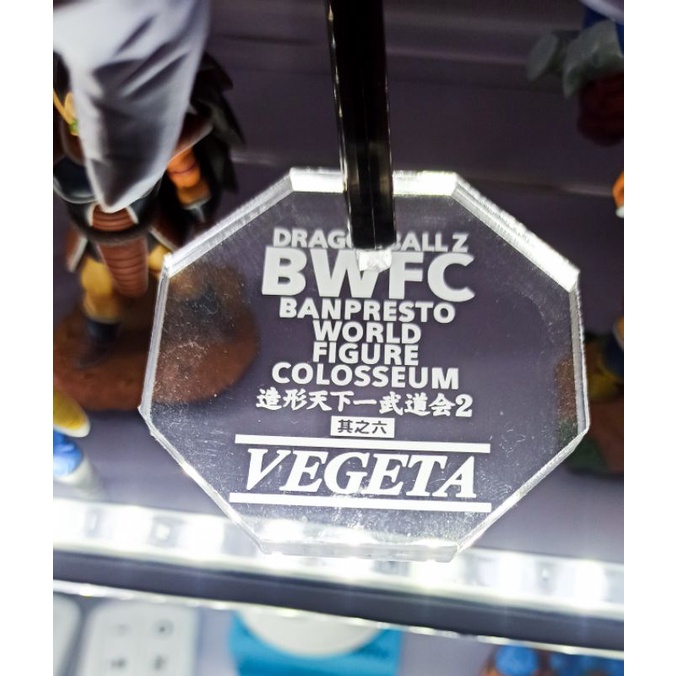 DRAGON BALL Z
BWFC
BANPRESTO
WORLD
FIGURE
COLOSSEUM
造形天下一武道会2
其之六
VEGETA